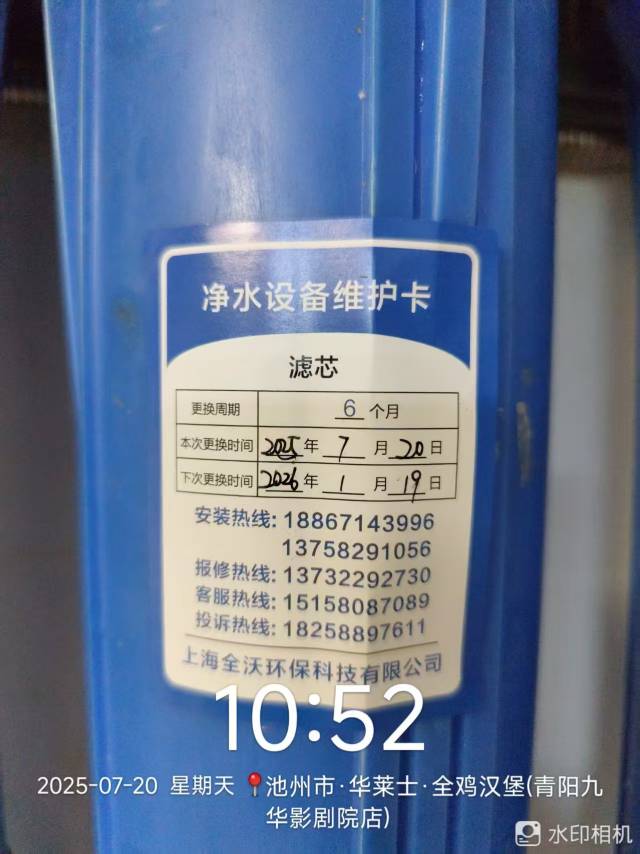 净水设备维护卡
滤芯
更换周期 6 个月
本次更换时间 2025 年 7 月 20 日
下次更换时间 2026 年 1 月 19 日
安装热线: 18867143996
13758291056
报修热线: 13732292730
客服热线: 15158087089
投诉热线: 18258897611
上海全沃环保科技有限公司
10:52
2025-07-20 星期天 📍池州市·华莱士·全鸡汉堡(青阳九
华影剧院店)
水印相机